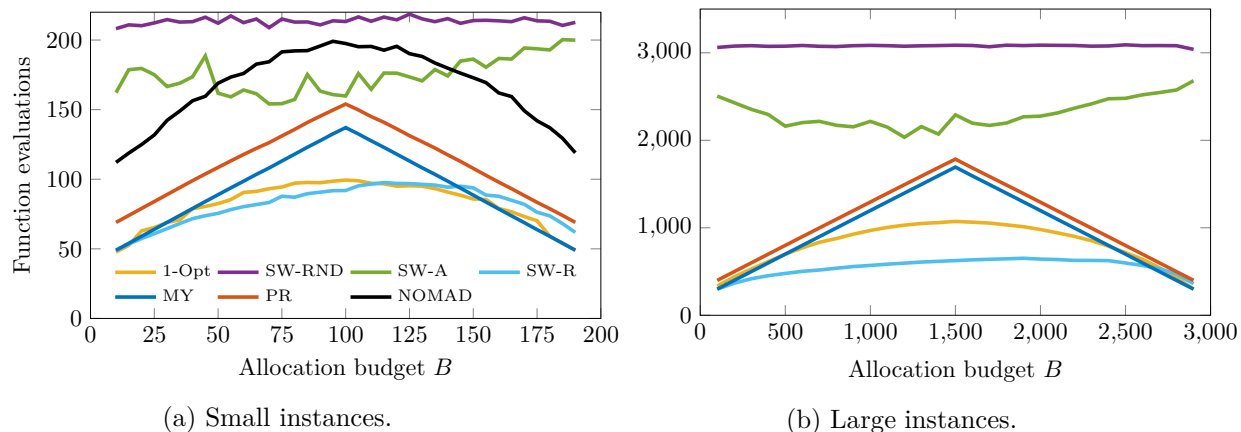 Function evaluations
200
150
100
50
0
1-Opt SW-RND SW-A SW-R
MY PR NOMAD
0 25 50 75 100 125 150 175 200
Allocation budget B
(a) Small instances.
3,000
2,000
1,000
0
0 500 1,000 1,500 2,000 2,500 3,000
Allocation budget B
(b) Large instances.